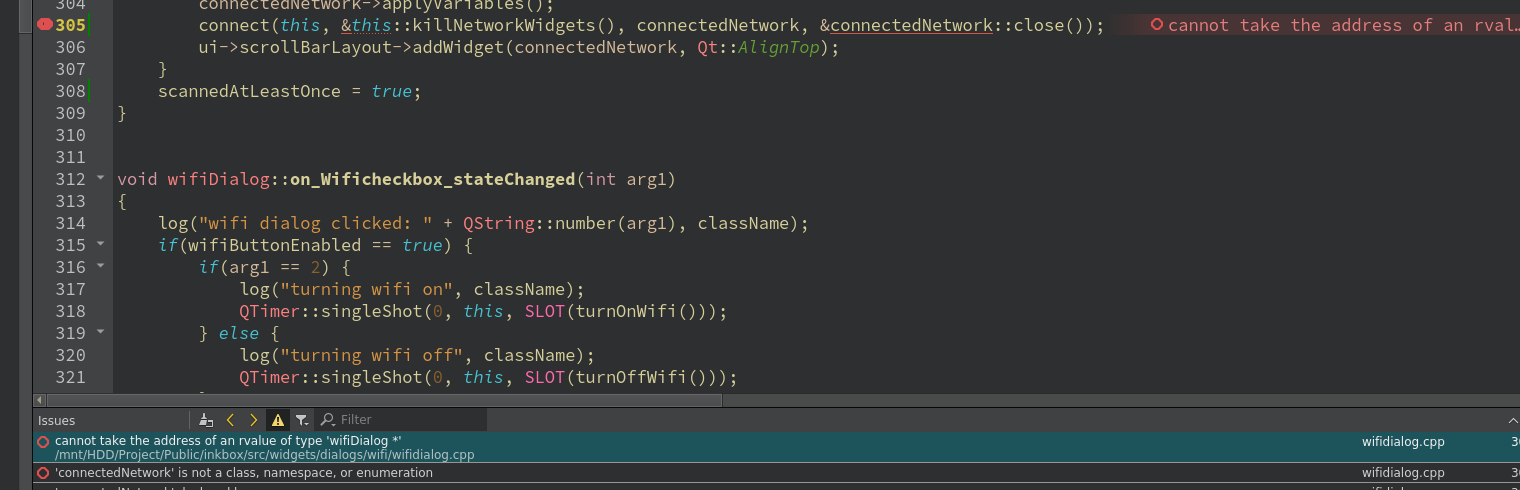 304 connectedNetwork->applyVariables();
305 connect(this, &this::killNetworkWidgets(), connectedNetwork, &connectedNetwork::close()); cannot take the address of an rval…
306 ui->scrollBarLayout->addWidget(connectedNetwork, Qt::AlignTop);
307 }
308 scannedAtLeastOnce = true;
309 }
310
311
312 void wifiDialog::on_Wificheckbox_stateChanged(int arg1)
313 {
314 log("wifi dialog clicked: " + QString::number(arg1), className);
315 if(wifiButtonEnabled == true) {
316 if(arg1 == 2) {
317 log("turning wifi on", className);
318 QTimer::singleShot(0, this, SLOT(turnOnWifi()));
319 } else {
320 log("turning wifi off", className);
321 QTimer::singleShot(0, this, SLOT(turnOffWifi()));
Issues Filter
cannot take the address of an rvalue of type 'wifiDialog *' wifidialog.cpp
/mnt/HDD/Project/Public/inkbox/src/widgets/dialogs/wifi/wifidialog.cpp
'connectedNetwork' is not a class, namespace, or enumeration wifidialog.cpp